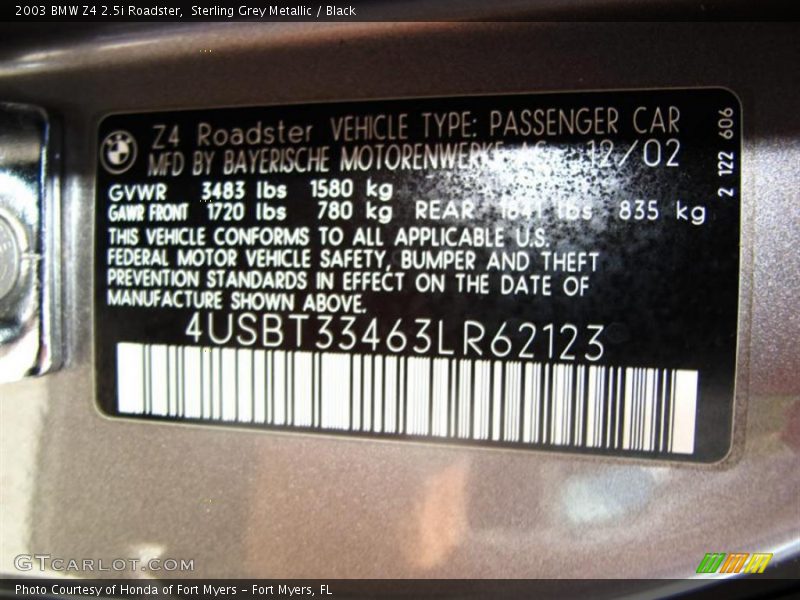 2003 BMW Z4 2.5i Roadster,  Sterling Grey Metallic / Black
Z4 Roadster VEHICLE TYPE: PASSENGER CAR
MFD BY BAYERISCHE MOTORENWERKE AG 12/02
2 122 606
GVWR 3483 lbs 1580 kg
GAWR FRONT 1720 lbs 780 kg REAR 1841 lbs 835 kg
THIS VEHICLE CONFORMS TO ALL APPLICABLE U.S.
FEDERAL MOTOR VEHICLE SAFETY, BUMPER AND THEFT
PREVENTION STANDARDS IN EFFECT ON THE DATE OF
MANUFACTURE SHOWN ABOVE.
4USBT33463LR62123
GTCARLOT.COM
Photo Courtesy of Honda of Fort Myers – Fort Myers, FL